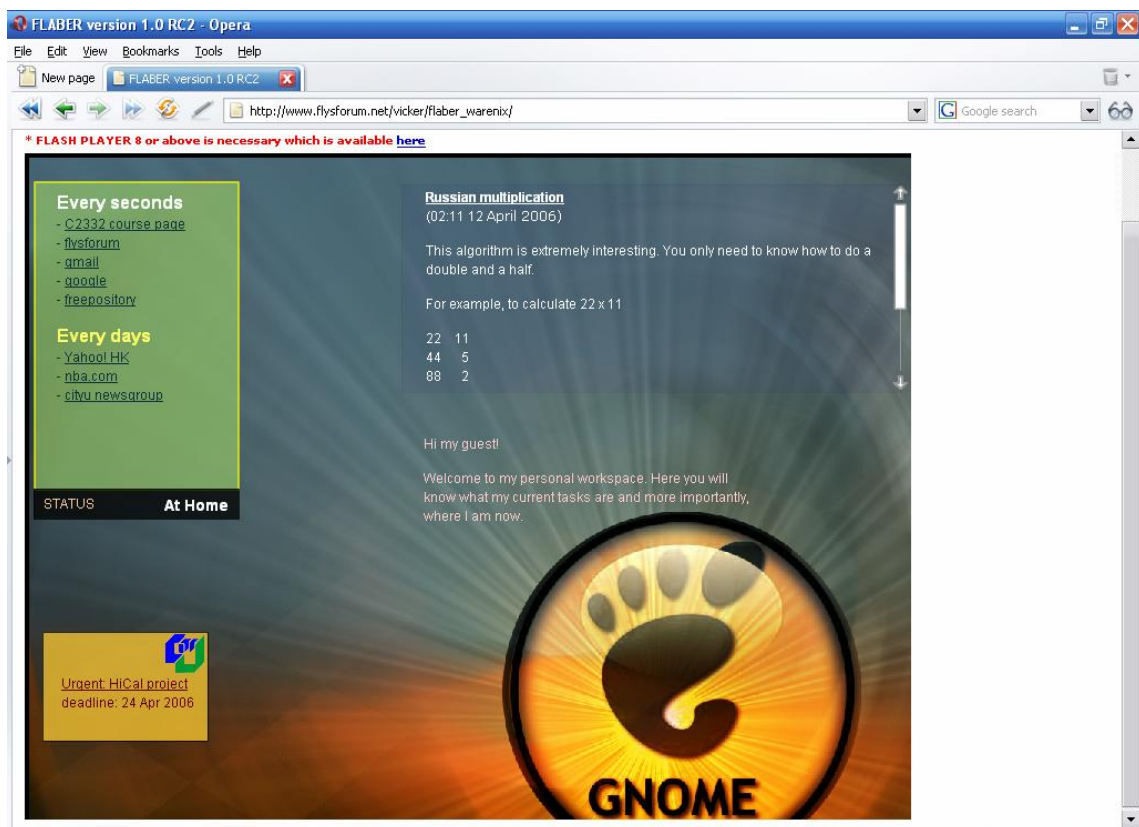 FLABER version 1.0 RC2 - Opera
File Edit View Bookmarks Tools Help
New page FLABER version 1.0 RC2
http://www.flysforum.net/vicker/flaber_warenix/ G Google search
* FLASH PLAYER 8 or above is necessary which is available here
Every seconds
- C2332 course page
- flysforum
- gmail
- google
- freepository
Every days
- Yahoo! HK
- nba.com
- cityu newsgroup
STATUS At Home
Russian multiplication
(02:11 12 April 2006)
This algorithm is extremely interesting. You only need to know how to do a
double and a half.
For example, to calculate 22 x 11
22 11
44 5
88 2
Hi my guest!
Welcome to my personal workspace. Here you will
know what my current tasks are and more importantly,
where I am now.
Urgent: HiCal project
deadline: 24 Apr 2006
GNOME